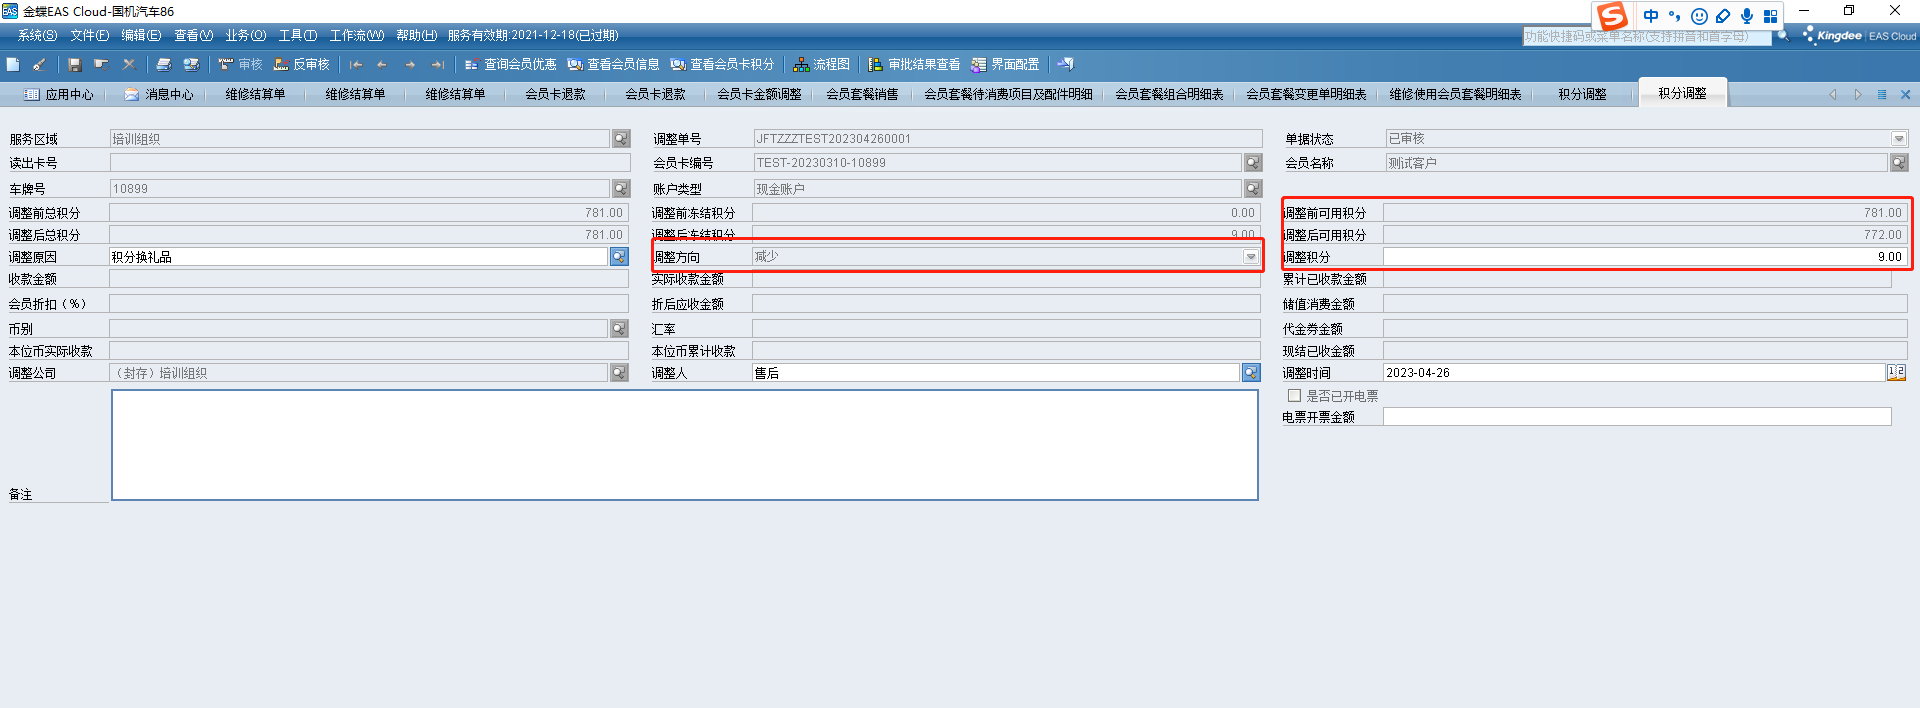 金蝶EAS Cloud-国机汽车86
中
系统(S) 文件(F) 编辑(E) 查看(V) 业务(O) 工具(T) 工作流(W) 帮助(H) 服务有效期:2021-12-18(已过期)
功能快捷码或菜单名称(支持拼音和首字母)
Kingdee EAS Cloud
审核 反审核 查询会员优惠 查看会员信息 查看会员卡积分 流程图 审批结果查看 界面配置
应用中心 消息中心 维修结算单 维修结算单 维修结算单 会员卡退款 会员卡退款 会员卡金额调整 会员套餐销售 会员套餐待消费项目及配件明细 会员套餐组合明细表 会员套餐变更单明细表 维修使用会员套餐明细表 积分调整 积分调整
服务区域 培训组织 调整单号 JFTZZZTEST202304260001 单据状态 已审核
读出卡号 会员卡编号 TEST-20230310-10899 会员名称 测试客户
车牌号 10899 账户类型 现金账户
调整前总积分 781.00 调整前冻结积分 0.00 调整前可用积分 781.00
调整后总积分 781.00 调整后冻结积分 9.00 调整后可用积分 772.00
调整原因 积分换礼品 调整方向 减少 调整积分 9.00
收款金额 实际收款金额 累计已收款金额
会员折扣（%） 折后应收金额 储值消费金额
币别 汇率 代金券金额
本位币实际收款 本位币累计收款 现结已收金额
调整公司 （封存）培训组织 调整人 售后 调整时间 2023-04-26
是否已开电票
电票开票金额
备注